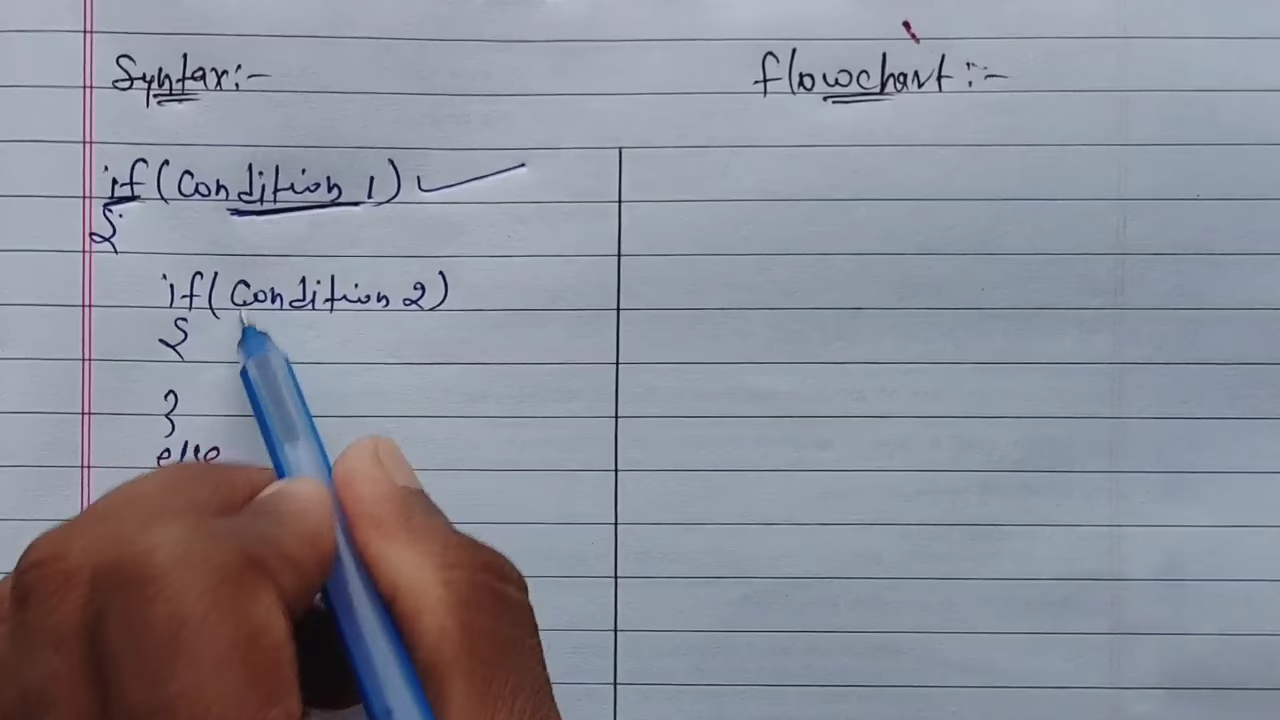 Syntax:-
flowchart:-
if(Condition 1)
{
if(Condition 2)
{
}
else